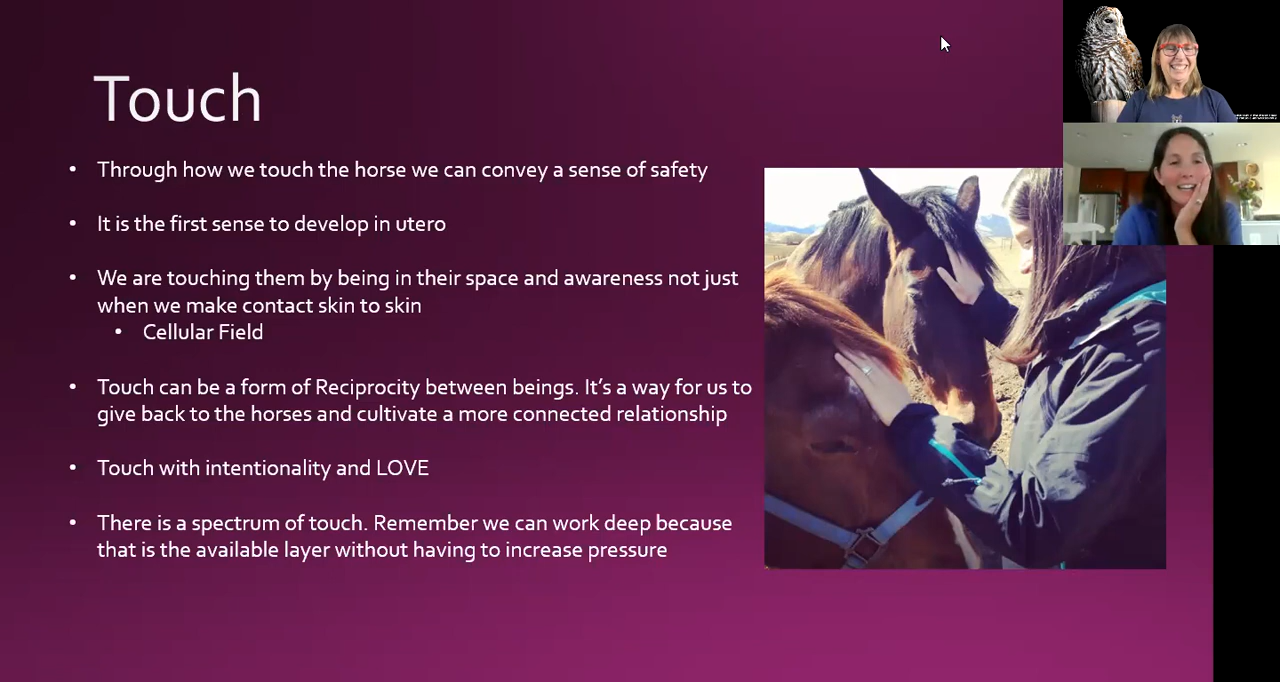 Touch
• Through how we touch the horse we can convey a sense of safety
• It is the first sense to develop in utero
• We are touching them by being in their space and awareness not just
when we make contact skin to skin
• Cellular Field
• Touch can be a form of Reciprocity between beings. It’s a way for us to
give back to the horses and cultivate a more connected relationship
• Touch with intentionality and LOVE
• There is a spectrum of touch. Remember we can work deep because
that is the available layer without having to increase pressure